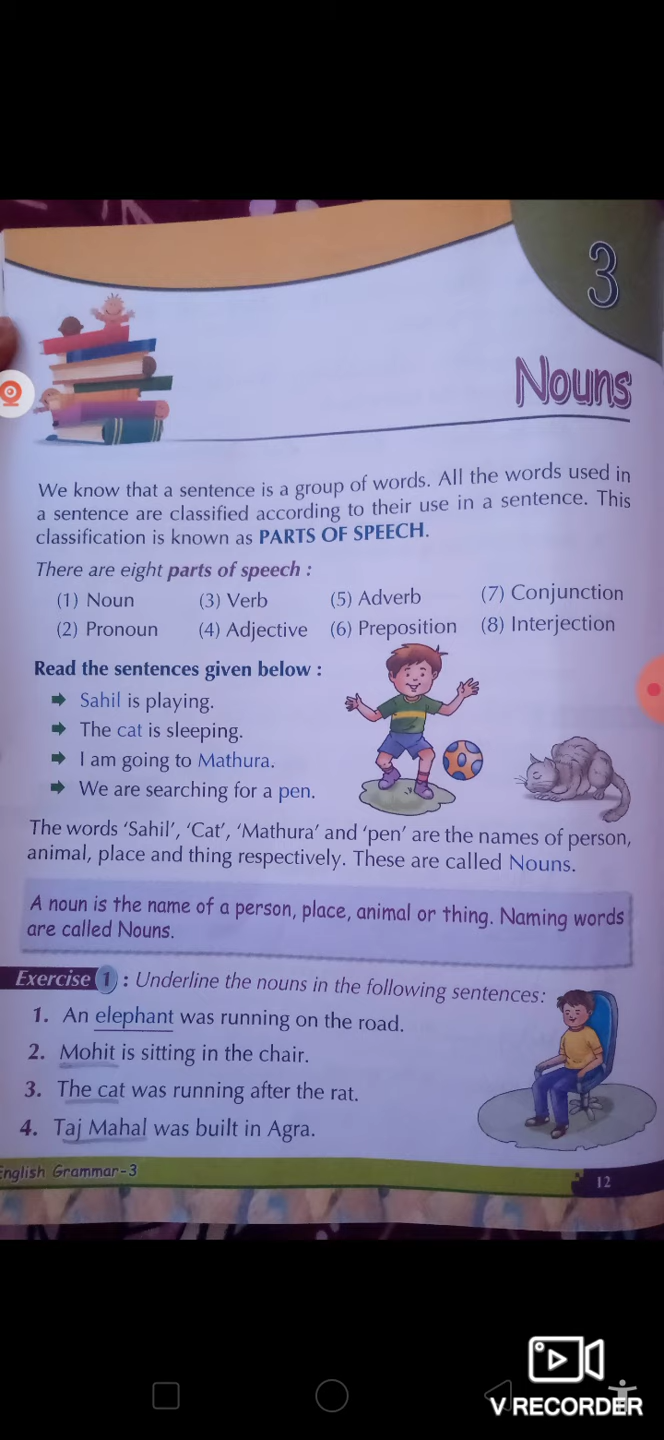 3
Nouns
We know that a sentence is a group of words. All the words used in
a sentence are classified according to their use in a sentence. This
classification is known as PARTS OF SPEECH.
There are eight parts of speech :
(1) Noun (3) Verb (5) Adverb (7) Conjunction
(2) Pronoun (4) Adjective (6) Preposition (8) Interjection
Read the sentences given below :
Sahil is playing.
The cat is sleeping.
I am going to Mathura.
We are searching for a pen.
The words ‘Sahil’, ‘Cat’, ‘Mathura’ and ‘pen’ are the names of person,
animal, place and thing respectively. These are called Nouns.
A noun is the name of a person, place, animal or thing. Naming words
are called Nouns.
Exercise 1 : Underline the nouns in the following sentences:
1. An elephant was running on the road.
2. Mohit is sitting in the chair.
3. The cat was running after the rat.
4. Taj Mahal was built in Agra.
English Grammar-3
12
V RECORDER